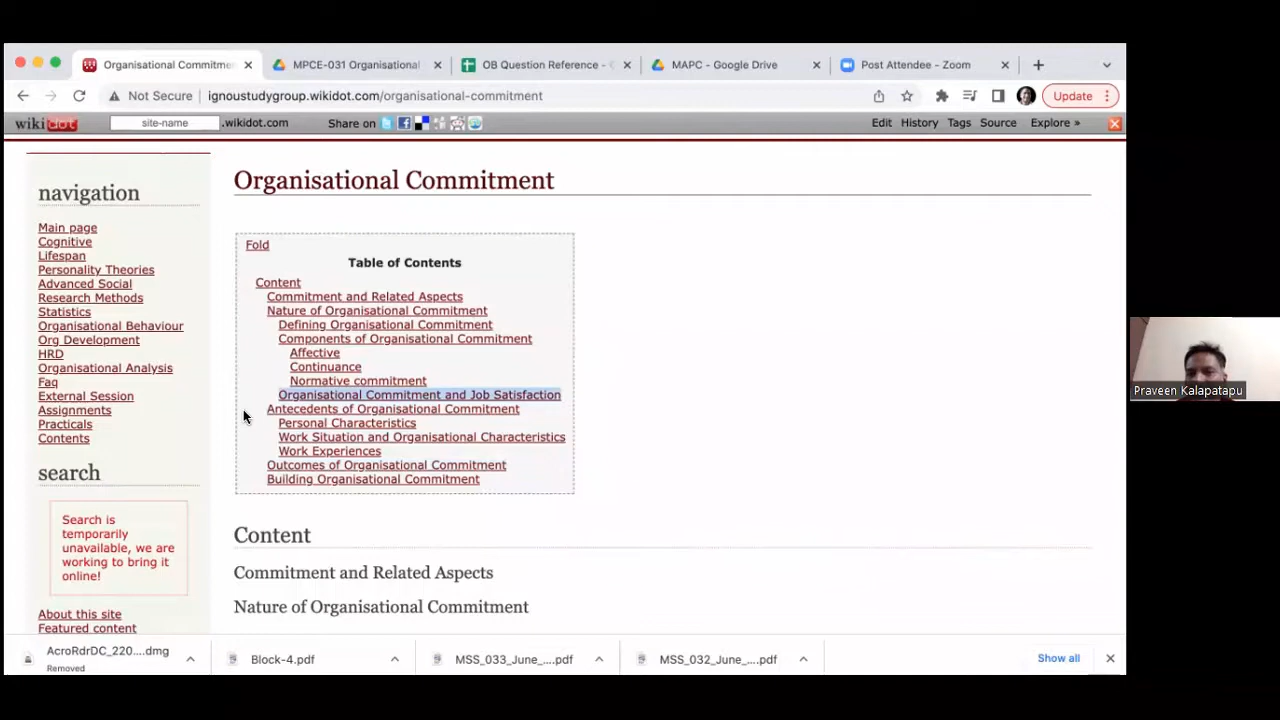 Organisational Commitme
MPCE-031 Organisational
OB Question Reference -
MAPC - Google Drive
Post Attendee - Zoom
Not Secure
ignoustudygroup.wikidot.com/organisational-commitment
Update
wikidot
site-name
.wikidot.com
Share on
Edit
History
Tags
Source
Explore »
navigation
Main page
Cognitive
Lifespan
Personality Theories
Advanced Social
Research Methods
Statistics
Organisational Behaviour
Org Development
HRD
Organisational Analysis
Faq
External Session
Assignments
Practicals
Contents
search
Search is
temporarily
unavailable, we are
working to bring it
online!
About this site
Featured content
Organisational Commitment
Fold
Table of Contents
Content
Commitment and Related Aspects
Nature of Organisational Commitment
Defining Organisational Commitment
Components of Organisational Commitment
Affective
Continuance
Normative commitment
Organisational Commitment and Job Satisfaction
Antecedents of Organisational Commitment
Personal Characteristics
Work Situation and Organisational Characteristics
Work Experiences
Outcomes of Organisational Commitment
Building Organisational Commitment
Content
Commitment and Related Aspects
Nature of Organisational Commitment
Praveen Kalapatapu
AcroRdrDC_220....dmg
Removed
Block-4.pdf
MSS_033_June_....pdf
MSS_032_June_....pdf
Show all